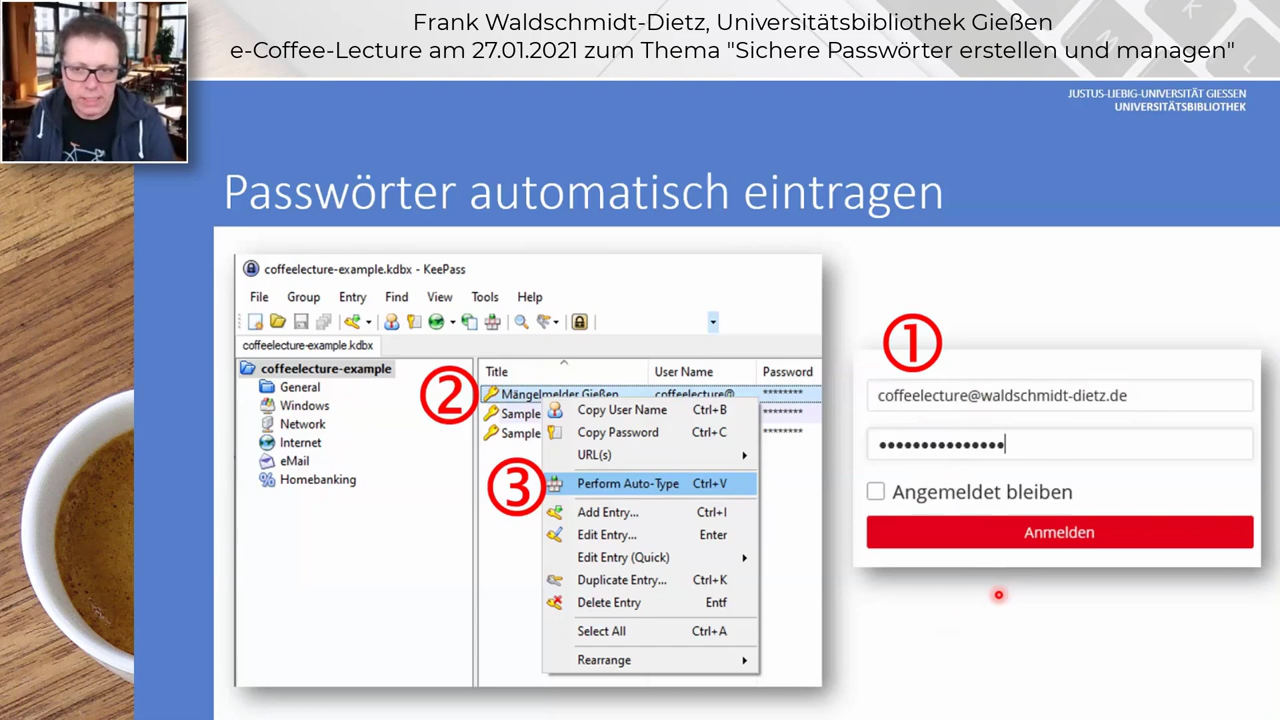 Frank Waldschmidt-Dietz, Universitätsbibliothek Gießen
e-Coffee-Lecture am 27.01.2021 zum Thema "Sichere Passwörter erstellen und managen"
JUSTUS-LIEBIG-UNIVERSITÄT GIESSEN
UNIVERSITÄTSBIBLIOTHEK
Passwörter automatisch eintragen
coffeelecture-example.kdbx - KeePass
File Group Entry Find View Tools Help
coffeelecture-example.kdbx
coffeelecture-example
General
Windows
Network
Internet
eMail
Homebanking
Title User Name Password
2
Mängelmelder Gießen coffeelecture@ ********
Sample ********
Sample ********
Copy User Name Ctrl+B
Copy Password Ctrl+C
URL(s)
3
Perform Auto-Type Ctrl+V
Add Entry... Ctrl+I
Edit Entry... Enter
Edit Entry (Quick)
Duplicate Entry... Ctrl+K
Delete Entry Entf
Select All Ctrl+A
Rearrange
1
coffeelecture@waldschmidt-dietz.de
•••••••••••••••
Angemeldet bleiben
Anmelden